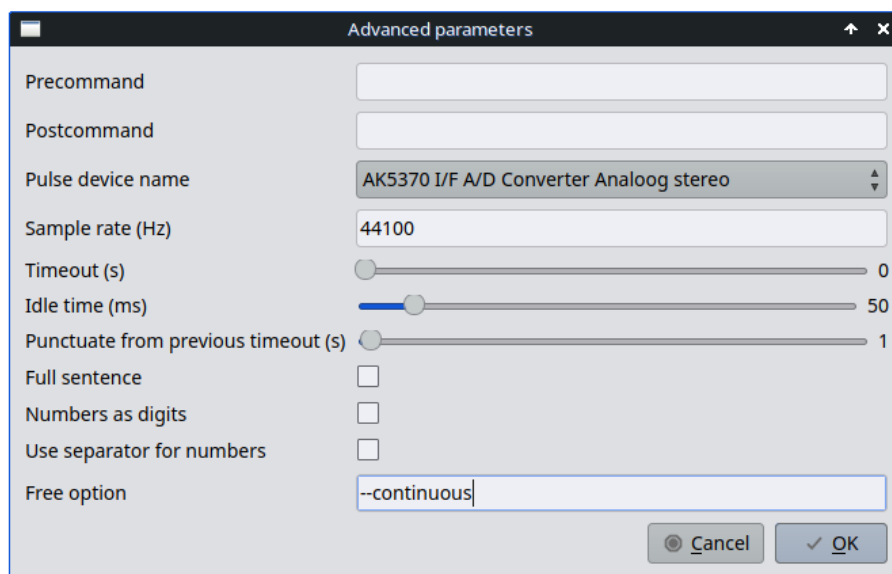 Advanced parameters
Precommand
Postcommand
Pulse device name AK5370 I/F A/D Converter Analoog stereo
Sample rate (Hz) 44100
Timeout (s) 0
Idle time (ms) 50
Punctuate from previous timeout (s) 1
Full sentence
Numbers as digits
Use separator for numbers
Free option --continuous
Cancel OK